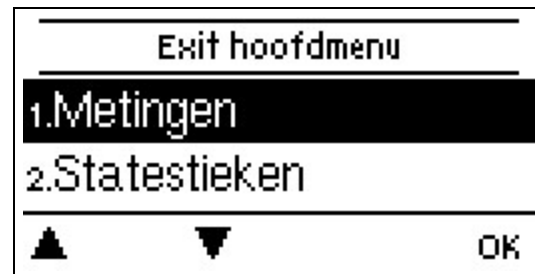 Exit hoofdmenu
1.Metingen
2.Statestieken
▲ ▼ OK